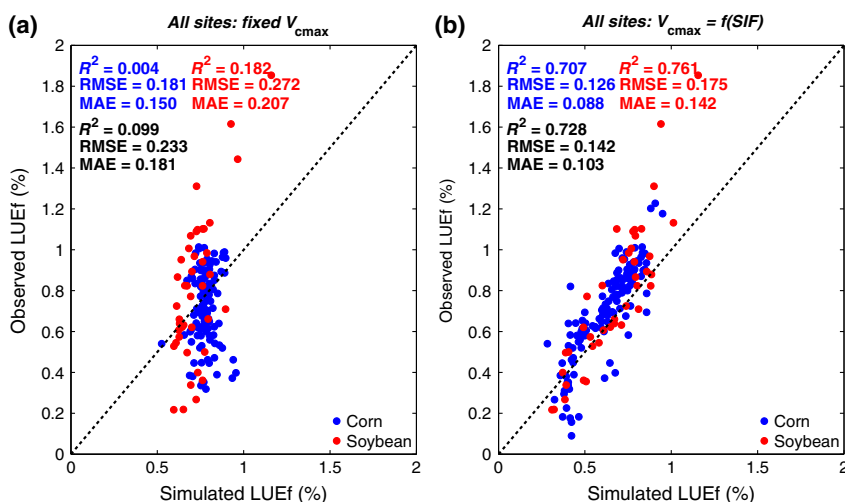 (a)
All sites: fixed V_cmax
R² = 0.004
RMSE = 0.181
MAE = 0.150
R² = 0.182
RMSE = 0.272
MAE = 0.207
R² = 0.099
RMSE = 0.233
MAE = 0.181
Observed LUEf (%)
2
1.8
1.6
1.4
1.2
1
0.8
0.6
0.4
0.2
0
0
0.5
1
1.5
2
Simulated LUEf (%)
Corn
Soybean
(b)
All sites: V_cmax = f(SIF)
R² = 0.707
RMSE = 0.126
MAE = 0.088
R² = 0.761
RMSE = 0.175
MAE = 0.142
R² = 0.728
RMSE = 0.142
MAE = 0.103
Observed LUEf (%)
2
1.8
1.6
1.4
1.2
1
0.8
0.6
0.4
0.2
0
0
0.5
1
1.5
2
Simulated LUEf (%)
Corn
Soybean